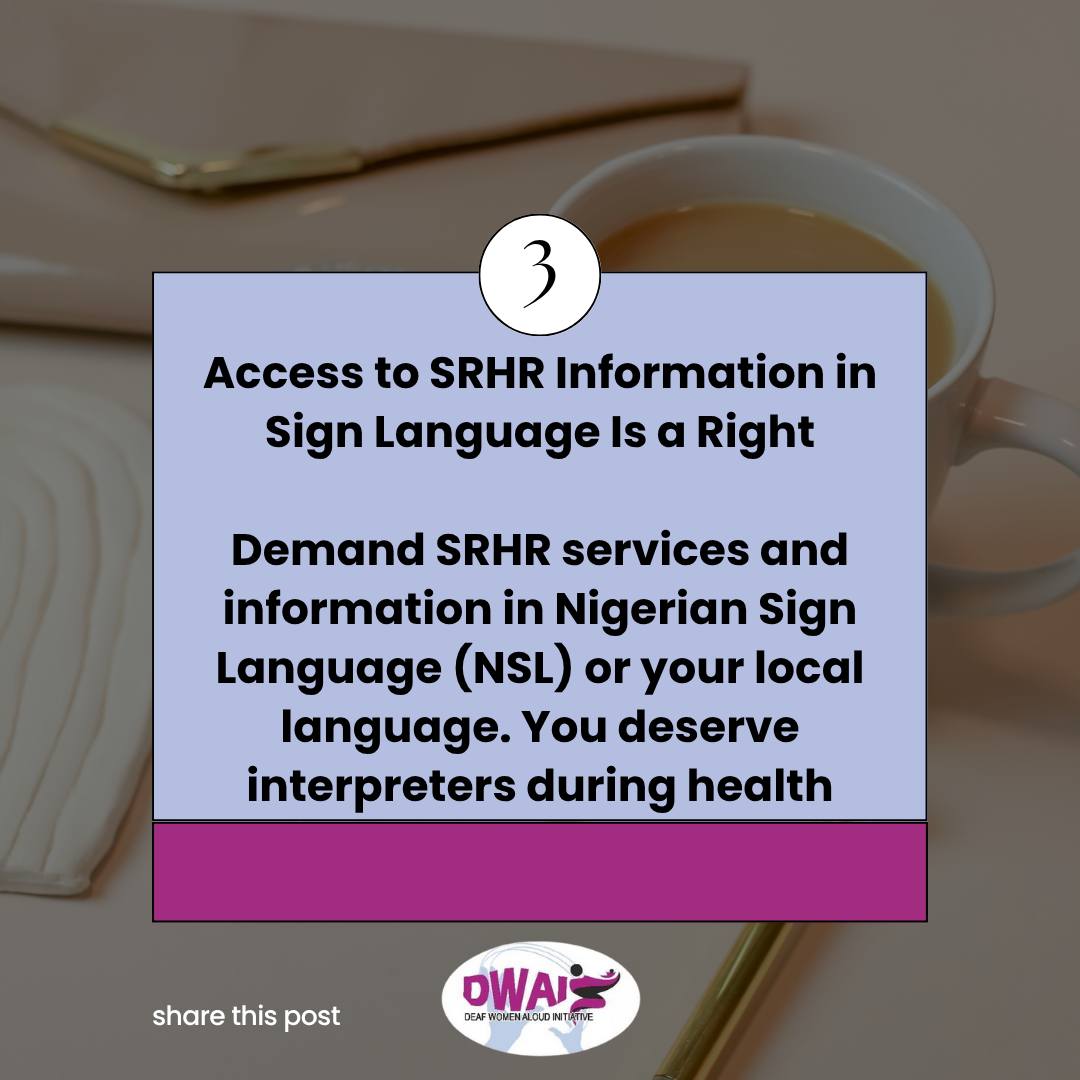 3
Access to SRHR Information in
Sign Language Is a Right
Demand SRHR services and
information in Nigerian Sign
Language (NSL) or your local
language. You deserve
interpreters during health
share this post
DWAI
DEAF WOMEN ALOUD INITIATIVE